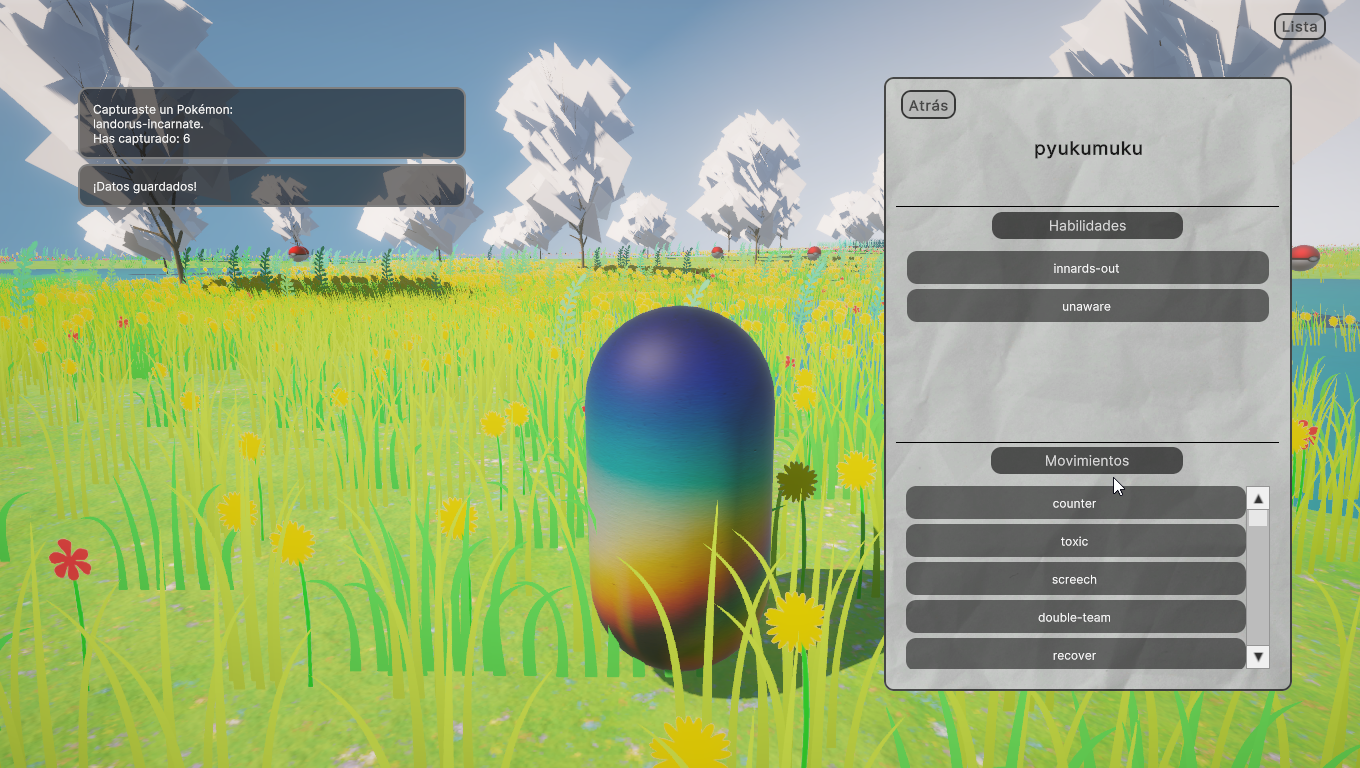 Lista
Capturaste un Pokémon:
landorus-incarnate.
Has capturado: 6
¡Datos guardados!
Atrás
pyukumuku
Habilidades
innards-out
unaware
Movimientos
counter
toxic
screech
double-team
recover